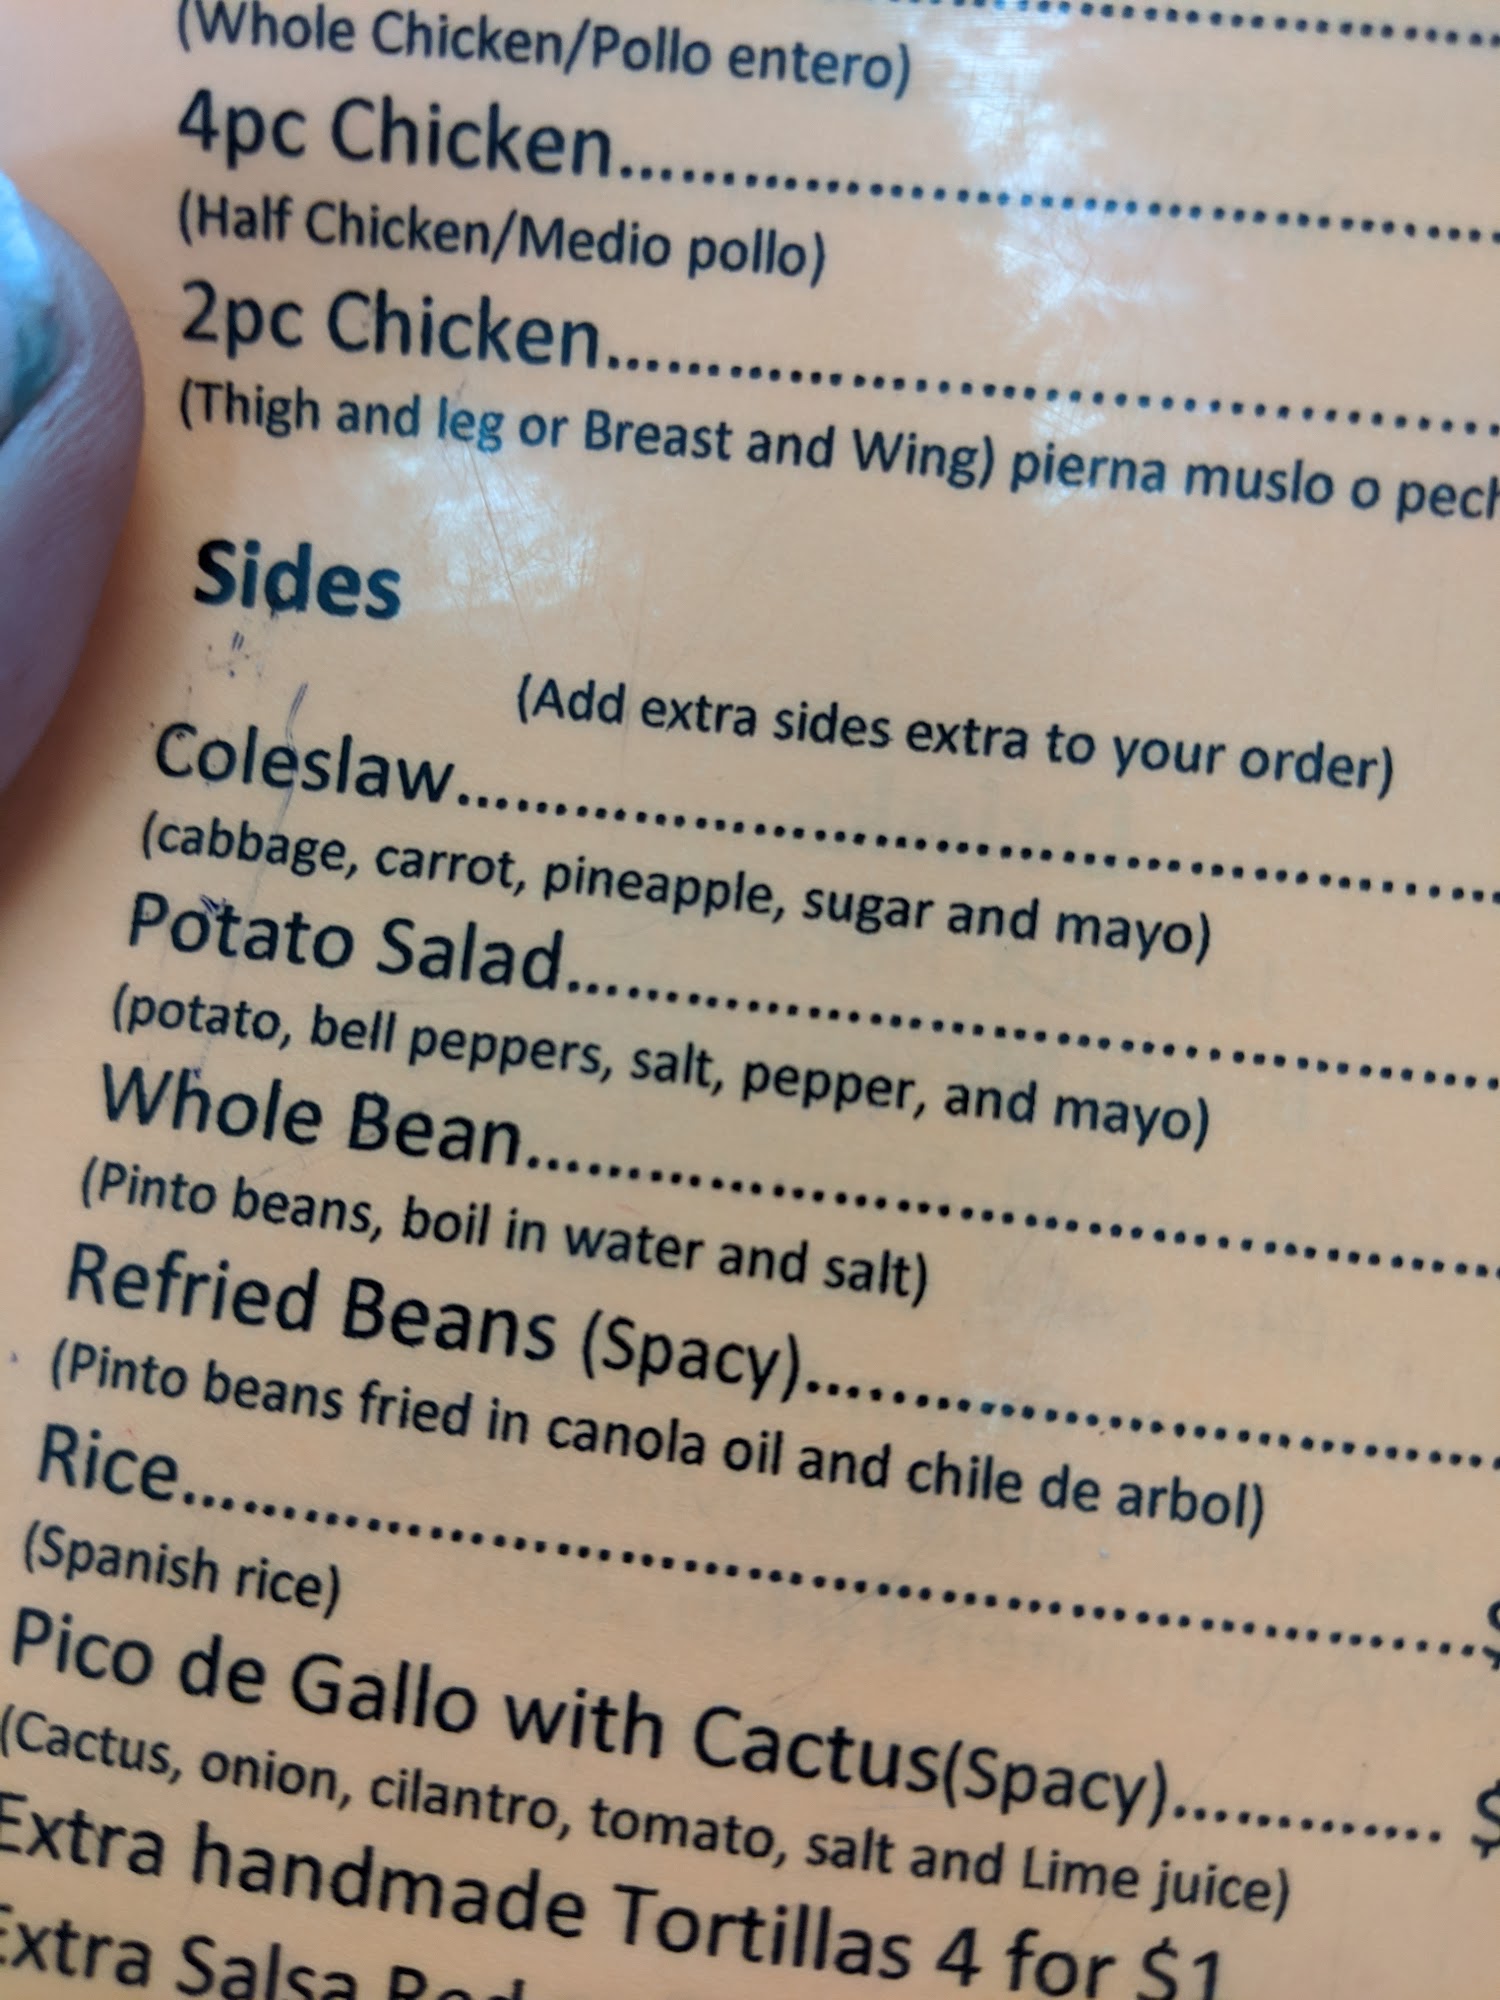 (Whole Chicken/Pollo entero)
4pc Chicken....................
(Half Chicken/Medio pollo)
2pc Chicken....................
(Thigh and leg or Breast and Wing) pierna muslo o pech
Sides
(Add extra sides extra to your order)
Coleslaw....................
(cabbage, carrot, pineapple, sugar and mayo)
Potato Salad....................
(potato, bell peppers, salt, pepper, and mayo)
Whole Bean....................
(Pinto beans, boil in water and salt)
Refried Beans (Spacy)....................
(Pinto beans fried in canola oil and chile de arbol)
Rice....................$
(Spanish rice)
Pico de Gallo with Cactus(Spacy)............. $
(Cactus, onion, cilantro, tomato, salt and Lime juice)
Extra handmade Tortillas 4 for $1
Extra Salsa Red